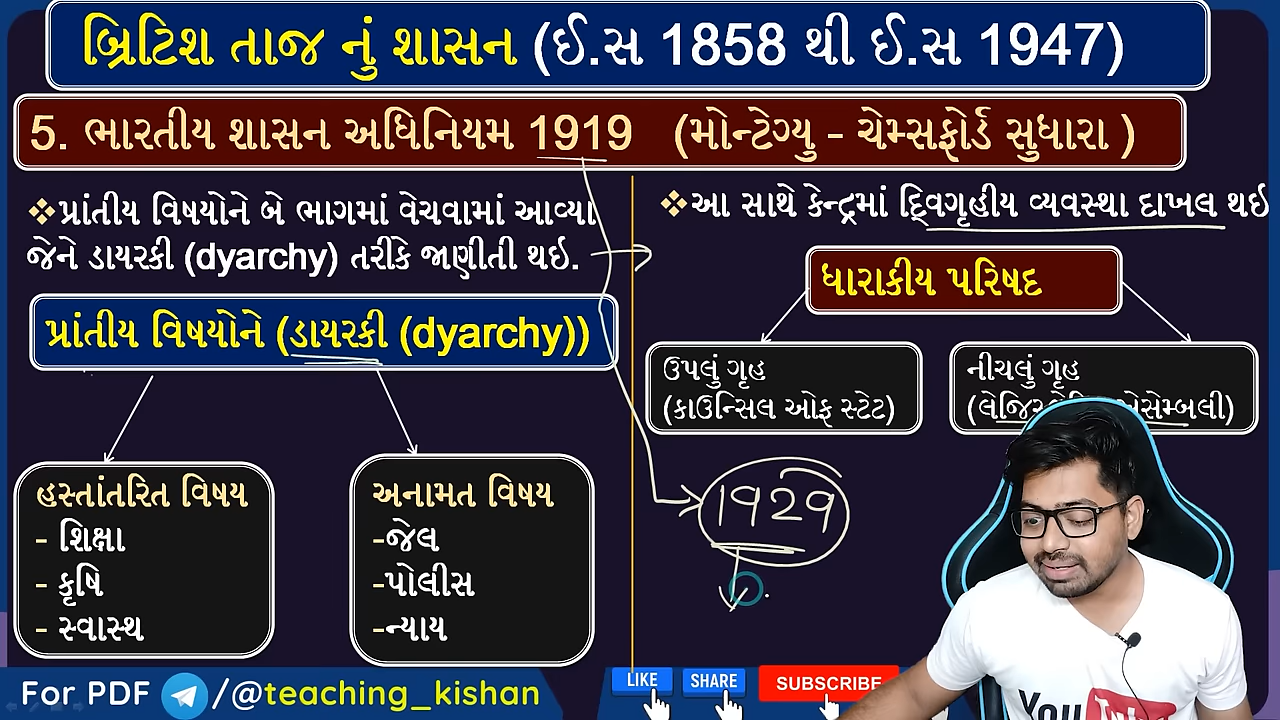 બ્રિટિશ તાજ નું શાસન (ઈ.સ 1858 થી ઈ.સ 1947)
5. ભારતીય શાસન અધિનિયમ 1919 (મોન્ટેગ્યુ - ચેમ્સફોર્ડ સુધારા )
❖પ્રાંતીય વિષયોને બે ભાગમાં વેચવામાં આવ્યા
જેને ડાયરકી (dyarchy) તરીકે જાણીતી થઇ.
પ્રાંતીય વિષયોને (ડાયરકી (dyarchy))
હસ્તાંતરિત વિષય
- શિક્ષા
- કૃષિ
- સ્વાસ્થ
અનામત વિષય
-જેલ
-પોલીસ
-ન્યાય
❖આ સાથે કેન્દ્રમાં દ્વિગૃહીય વ્યવસ્થા દાખલ થઇ
ધારાકીય પરિષદ
ઉપલું ગૃહ
(કાઉન્સિલ ઓફ સ્ટેટ)
નીચલું ગૃહ
1929
For PDF /@teaching_kishan
LIKE
SHARE
SUBSCRIBE